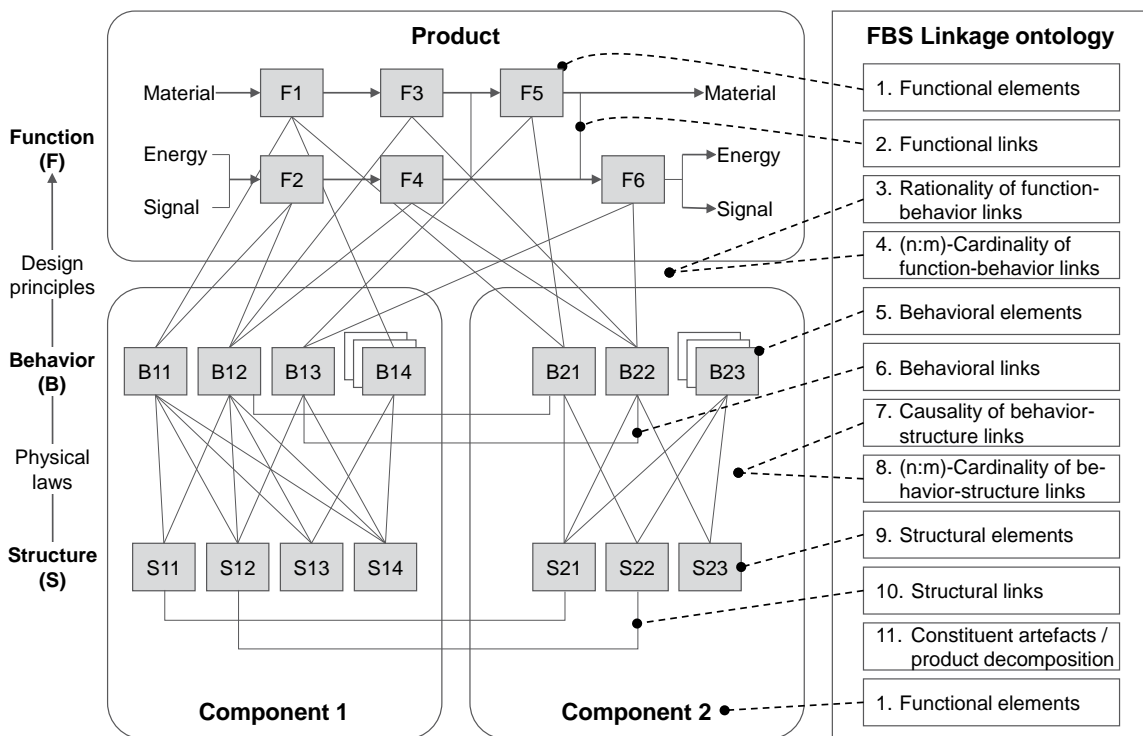 Product
Material
F1
F3
F5
Material
Function
(F)
Energy
Signal
F2
F4
F6
Energy
Signal
Design
principles
Behavior
(B)
B11
B12
B13
B14
B21
B22
B23
Physical
laws
Structure
(S)
S11
S12
S13
S14
S21
S22
S23
Component 1
Component 2
FBS Linkage ontology
1. Functional elements
2. Functional links
3. Rationality of function-
behavior links
4. (n:m)-Cardinality of
function-behavior links
5. Behavioral elements
6. Behavioral links
7. Causality of behavior-
structure links
8. (n:m)-Cardinality of be-
havior-structure links
9. Structural elements
10. Structural links
11. Constituent artefacts /
product decomposition
1. Functional elements